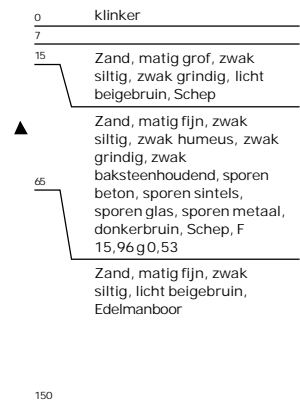 0 klinker
7
15 Zand, matig grof, zwak
siltig, zwak grindig, licht
beigebruin, Schep
Zand, matig fijn, zwak
siltig, zwak humeus, zwak
grindig, zwak
baksteenhoudend, sporen
65 beton, sporen sintels,
sporen glas, sporen metaal,
donkerbruin, Schep, F
15,96 g 0,53
Zand, matig fijn, zwak
siltig, licht beigebruin,
Edelmanboor
150